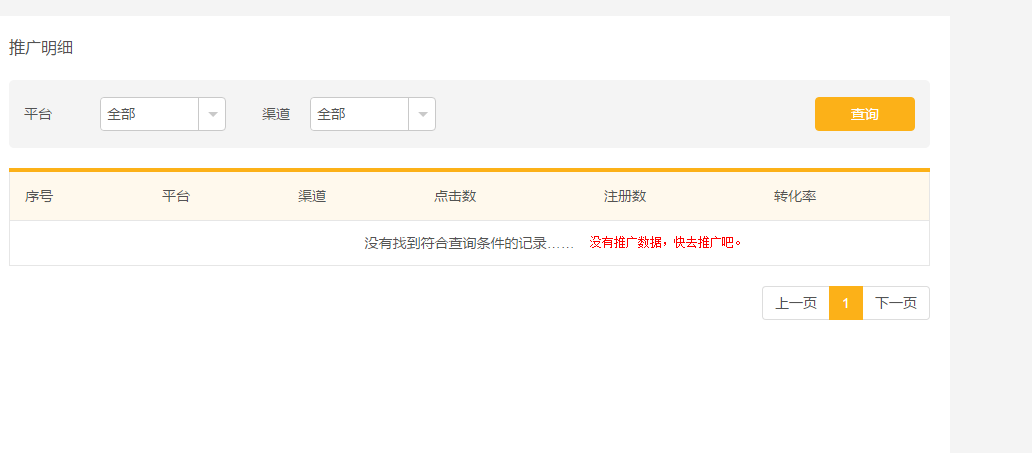 推广明细
平台 全部 渠道 全部 查询
序号 平台 渠道 点击数 注册数 转化率
没有找到符合查询条件的记录…… 没有推广数据，快去推广吧。
上一页 1 下一页